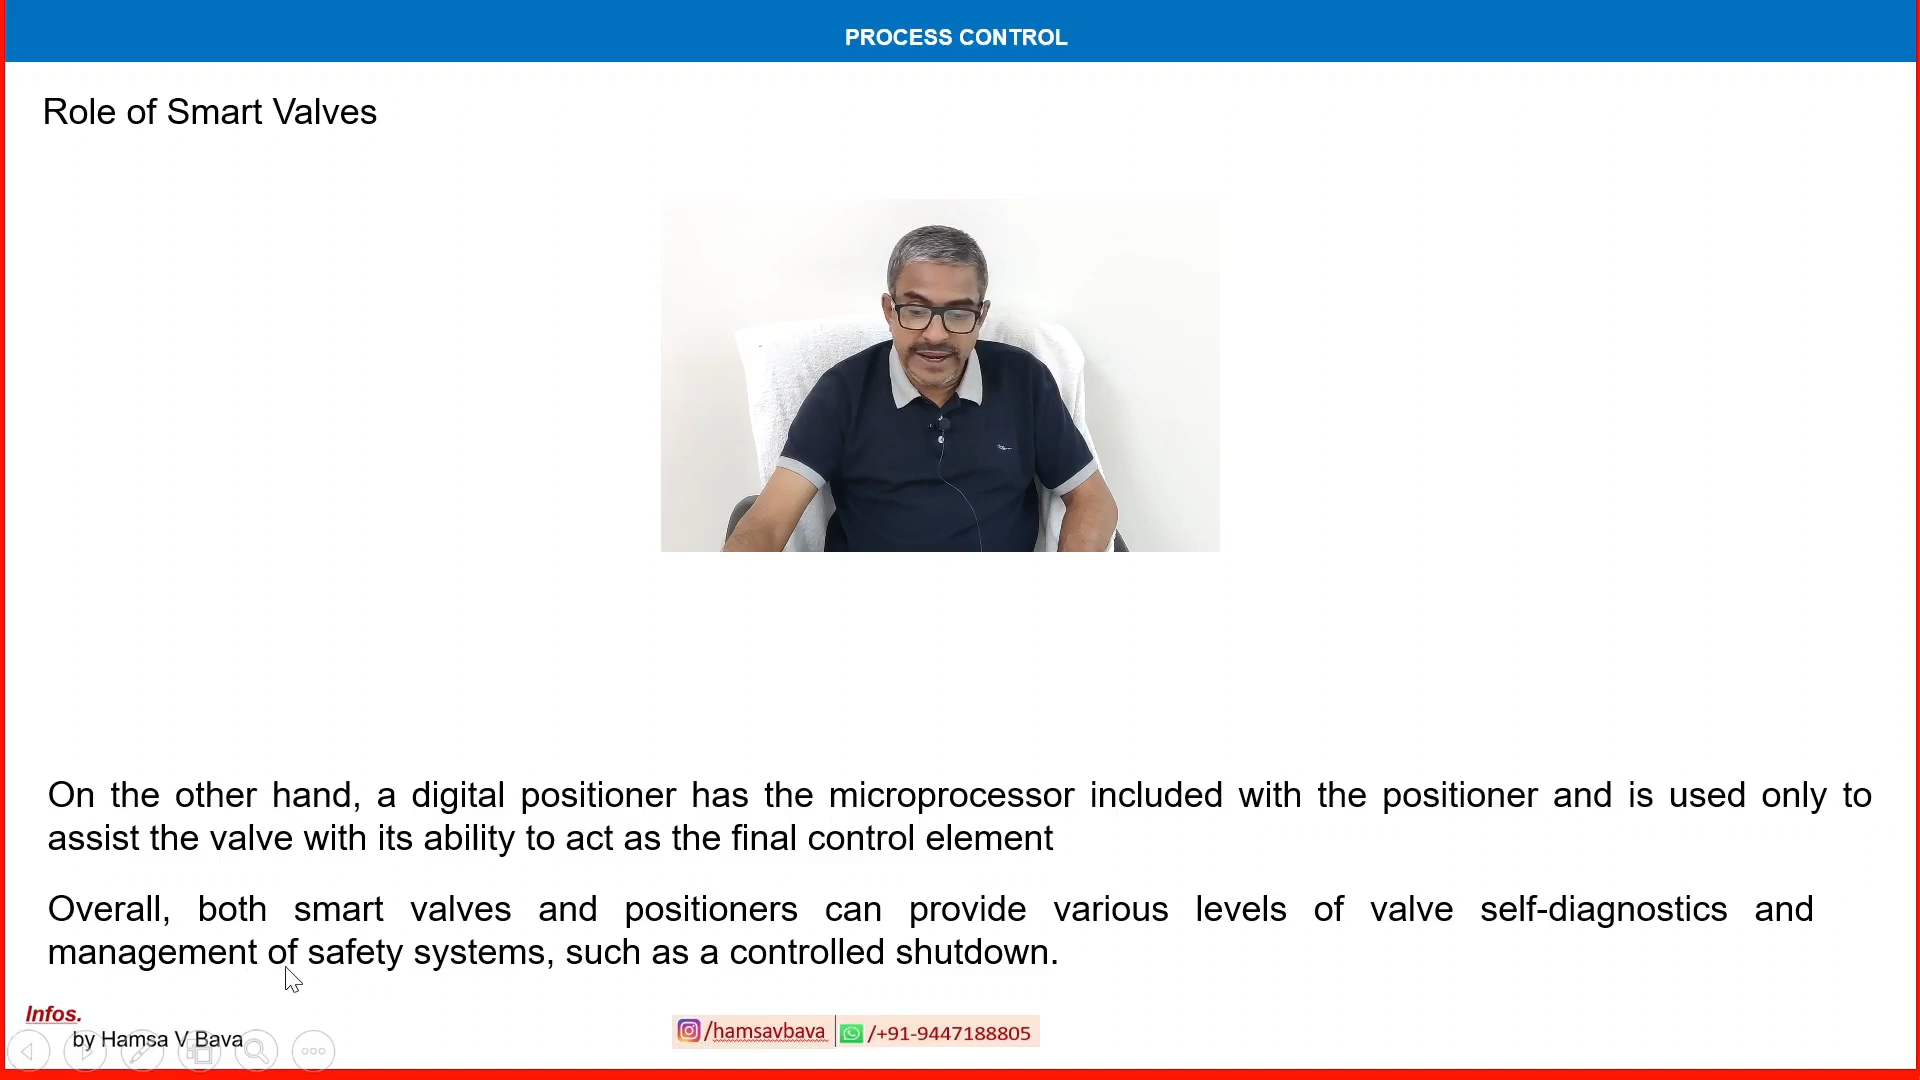 PROCESS CONTROL
Role of Smart Valves
On the other hand, a digital positioner has the microprocessor included with the positioner and is used only to
assist the valve with its ability to act as the final control element
Overall, both smart valves and positioners can provide various levels of valve self-diagnostics and
management of safety systems, such as a controlled shutdown.
Infos.
by Hamsa V Bava
/hamsavbava
/+91-9447188805